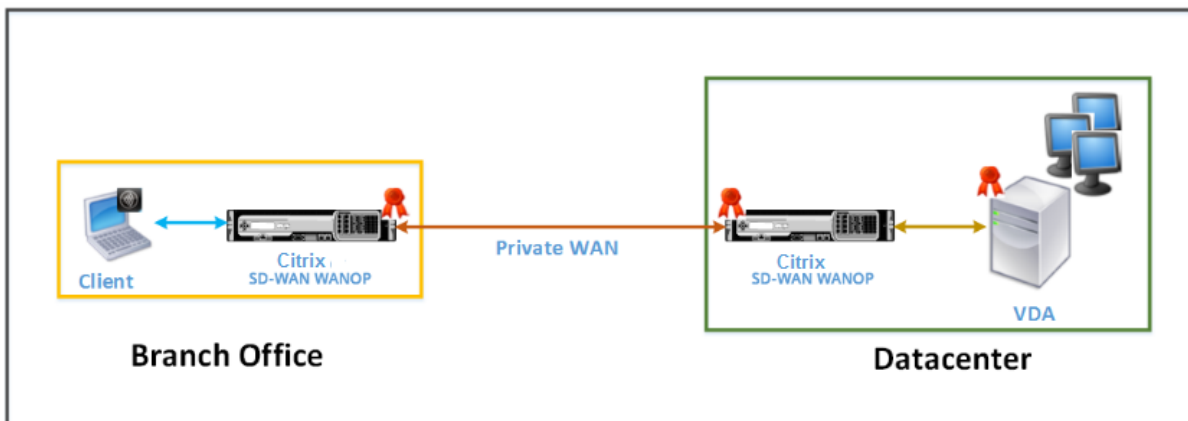 Private WAN
Citrix
SD-WAN WANOP
Client
Citrix
SD-WAN WANOP
VDA
Branch Office
Datacenter